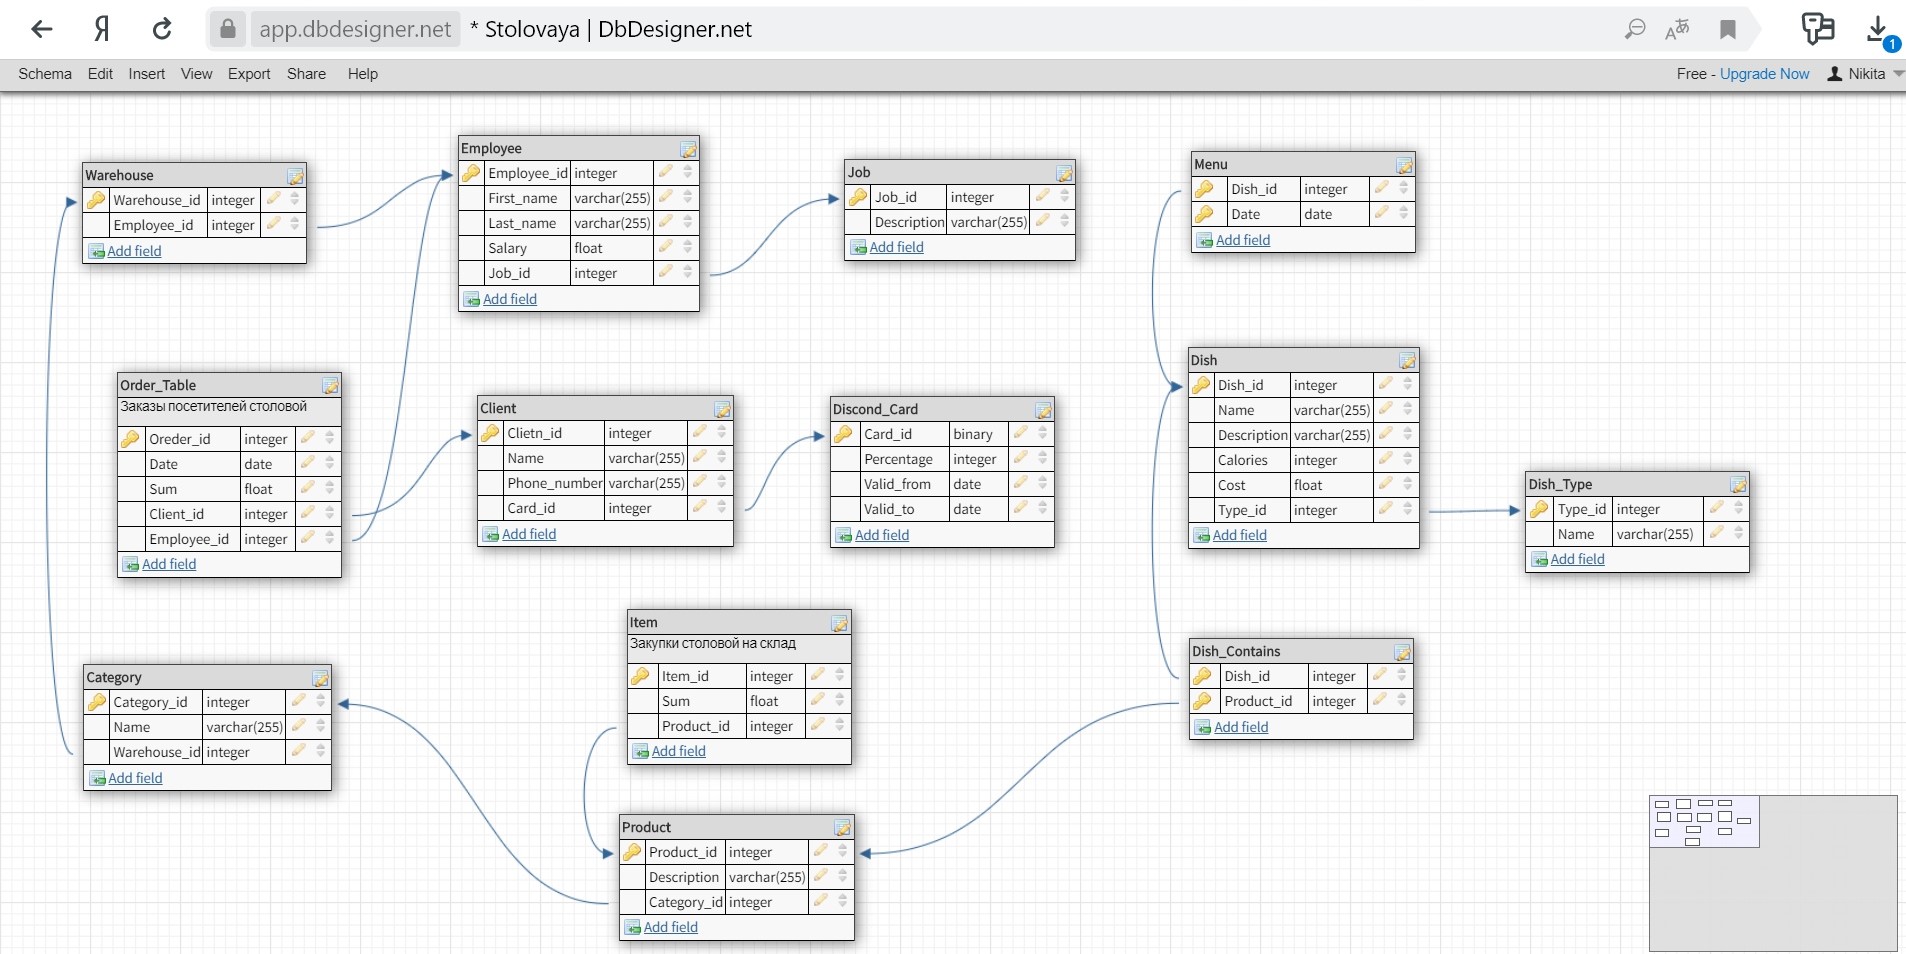 Я app.dbdesigner.net * Stolovaya | DbDesigner.net
1
Schema Edit Insert View Export Share Help Free - Upgrade Now Nikita
Warehouse
Warehouse_id integer
Employee_id integer
Add field
Employee
Employee_id integer
First_name varchar(255)
Last_name varchar(255)
Salary float
Job_id integer
Add field
Job
Job_id integer
Description varchar(255)
Add field
Menu
Dish_id integer
Date date
Add field
Order_Table
Заказы посетителей столовой
Oreder_id integer
Date date
Sum float
Client_id integer
Employee_id integer
Add field
Client
Clietn_id integer
Name varchar(255)
Phone_number varchar(255)
Card_id integer
Add field
Discond_Card
Card_id binary
Percentage integer
Valid_from date
Valid_to date
Add field
Dish
Dish_id integer
Name varchar(255)
Description varchar(255)
Calories integer
Cost float
Type_id integer
Add field
Dish_Type
Type_id integer
Name varchar(255)
Add field
Category
Category_id integer
Name varchar(255)
Warehouse_id integer
Add field
Item
Закупки столовой на склад
Item_id integer
Sum float
Product_id integer
Add field
Dish_Contains
Dish_id integer
Product_id integer
Add field
Product
Product_id integer
Description varchar(255)
Category_id integer
Add field